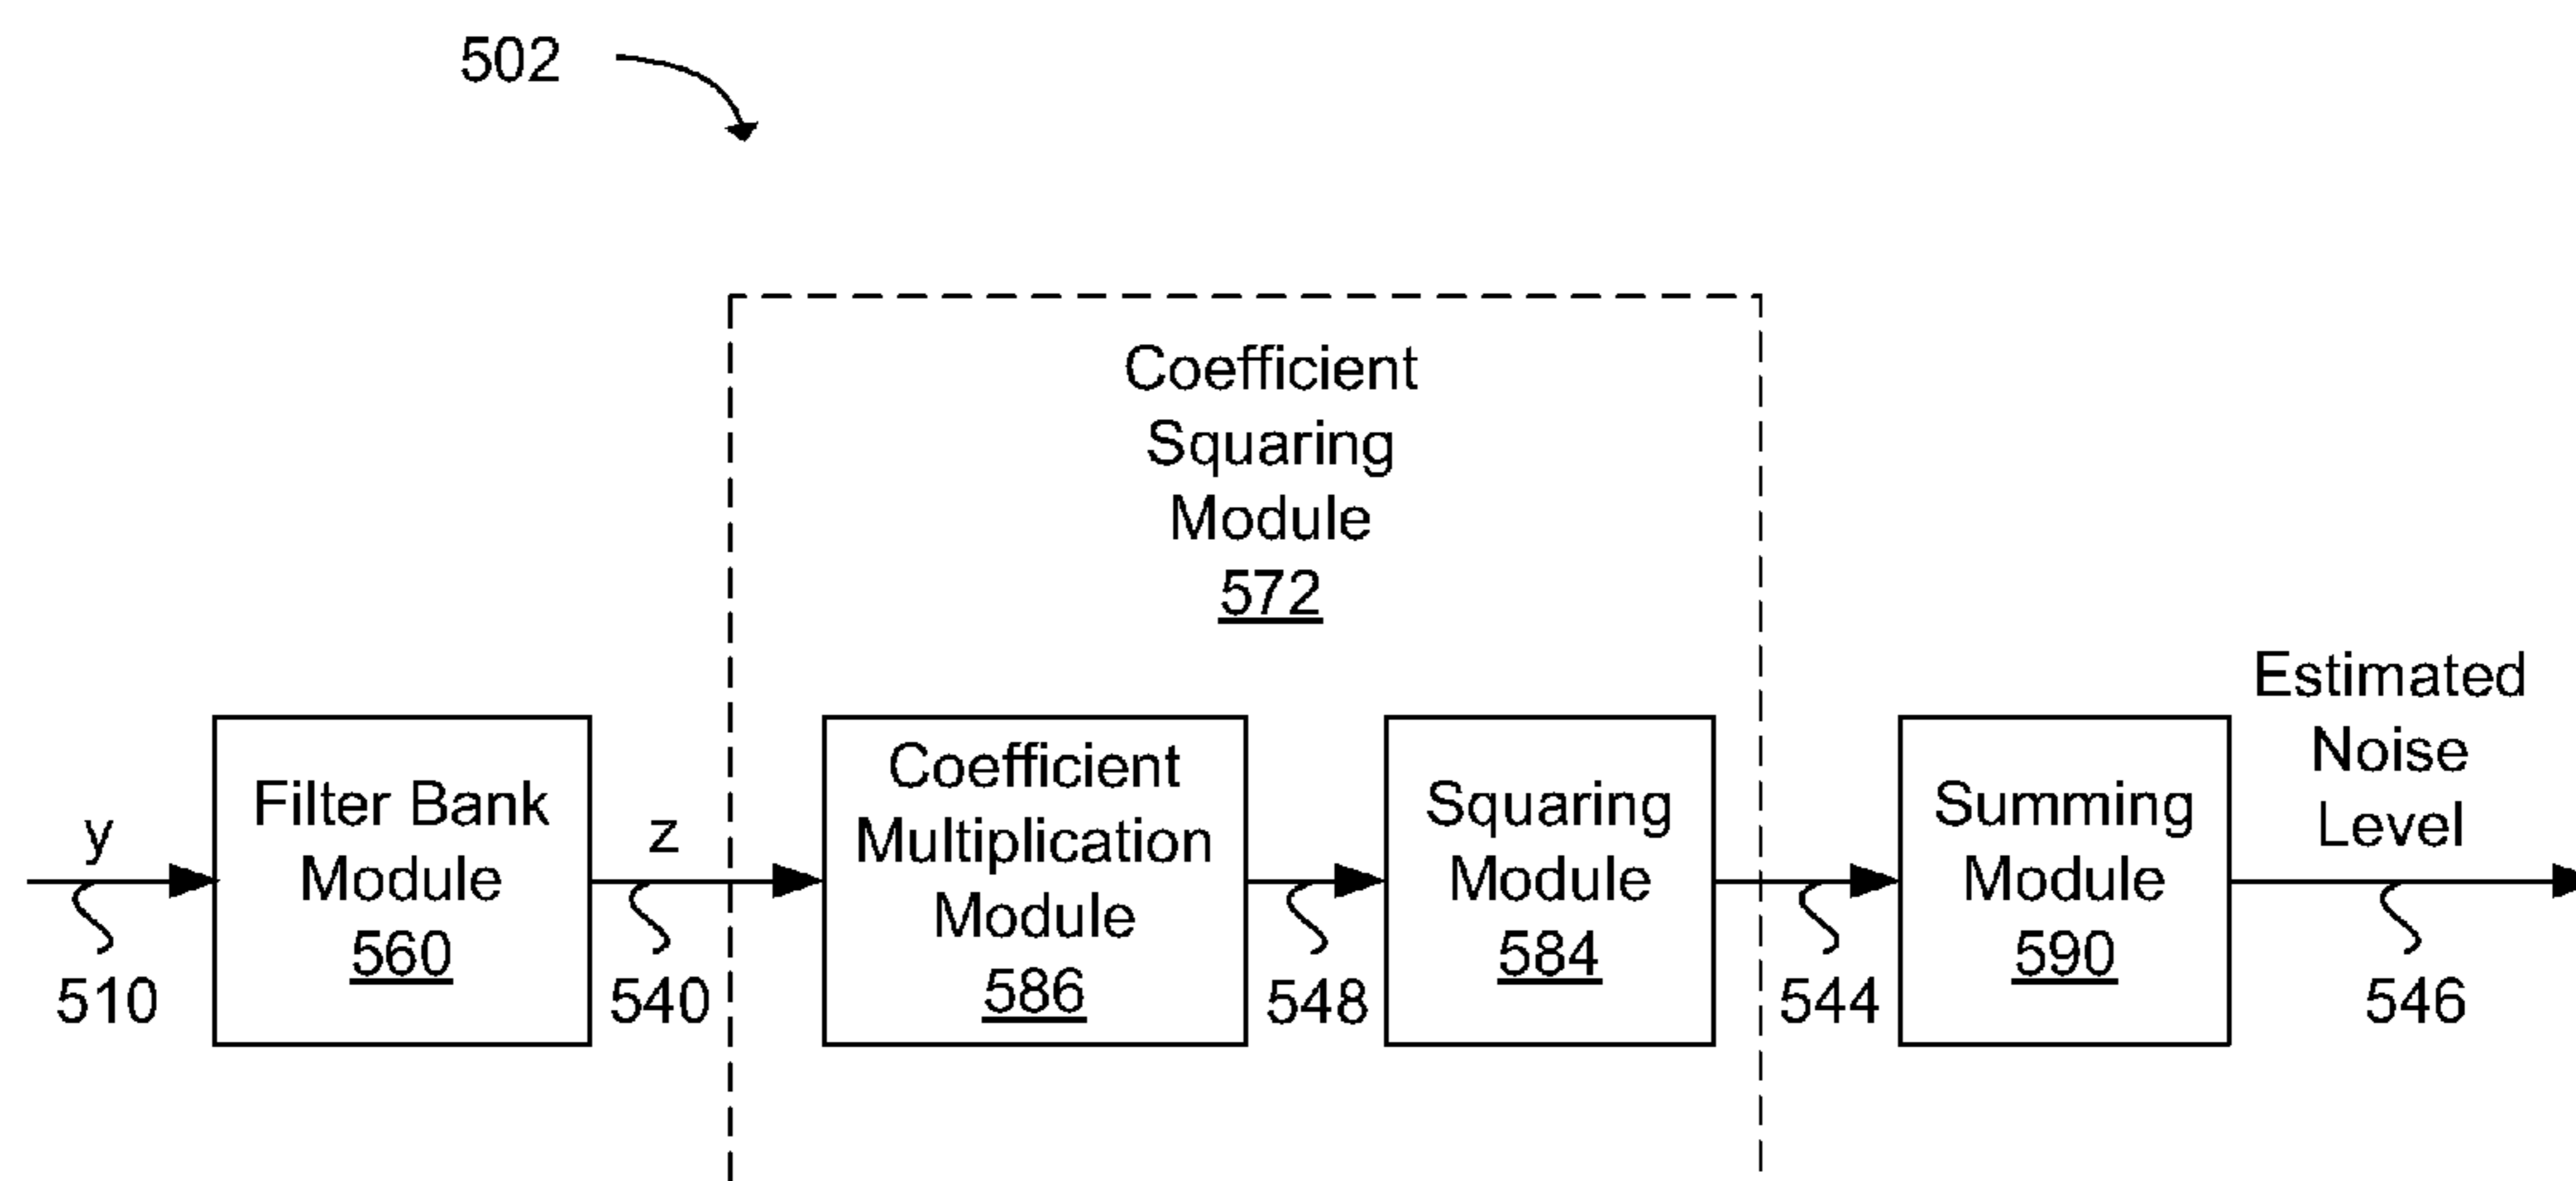 502
Coefficient
Squaring
Module
572
y
Filter Bank
Module
560
z
Coefficient
Multiplication
Module
586
Squaring
Module
584
Summing
Module
590
Estimated
Noise
Level
510
540
548
544
546